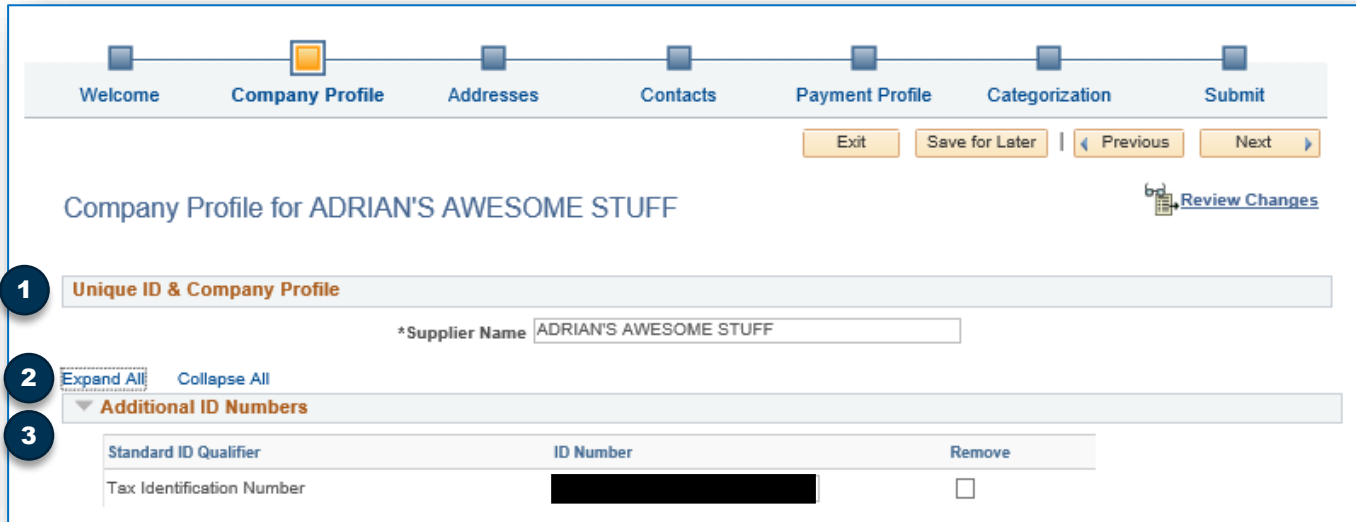 Welcome Company Profile Addresses Contacts Payment Profile Categorization Submit
Exit Save for Later | Previous Next
Company Profile for ADRIAN'S AWESOME STUFF Review Changes
1 Unique ID & Company Profile
*Supplier Name ADRIAN'S AWESOME STUFF
2 Expand All Collapse All
Additional ID Numbers
3
Standard ID Qualifier ID Number Remove
Tax Identification Number